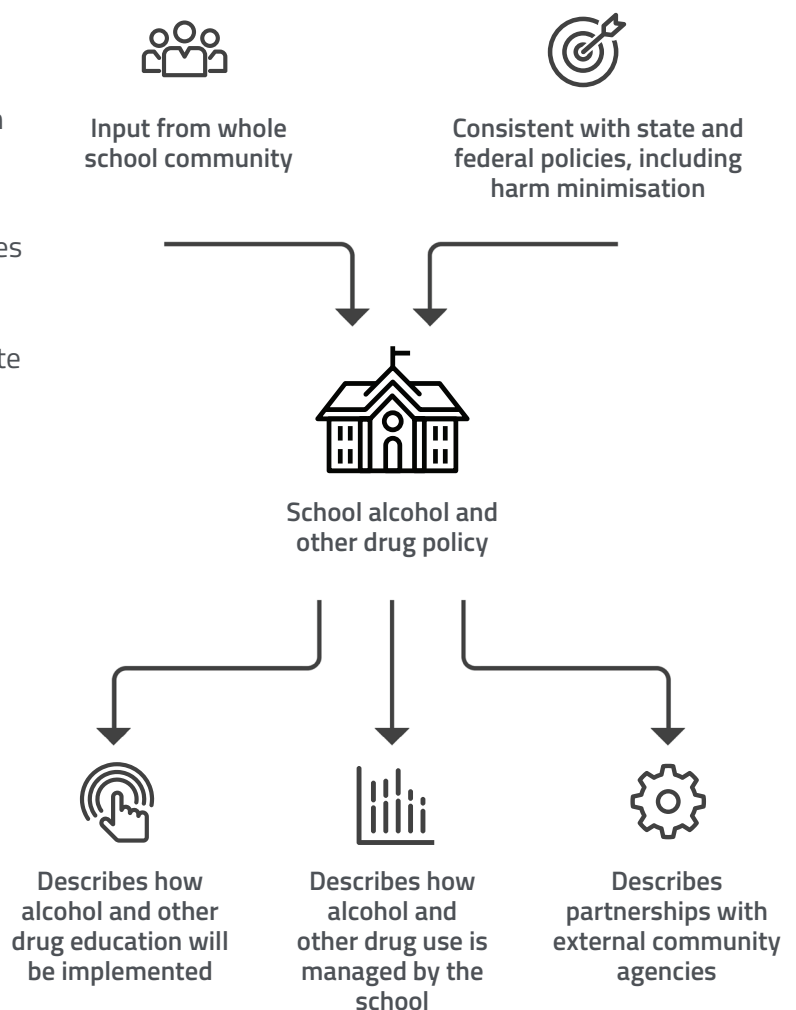 Input from whole
school community
Consistent with state and
federal policies, including
harm minimisation
School alcohol and
other drug policy
Describes how
alcohol and other
drug education will
be implemented
Describes how
alcohol and
other drug use is
managed by the
school
Describes
partnerships with
external community
agencies